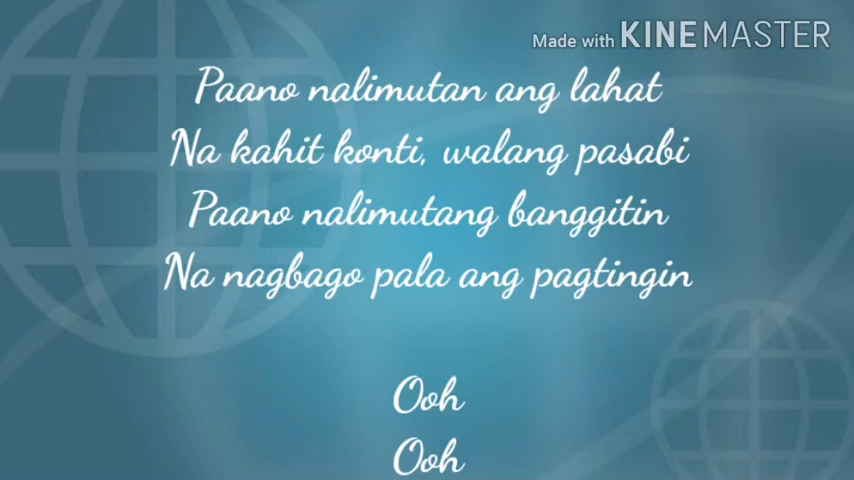 Made with KINEMASTER
Paano nalimutan ang lahat
Na kahit konti, walang pasabi
Paano nalimutang banggitin
Na nagbago pala ang pagtingin
Ooh
Ooh